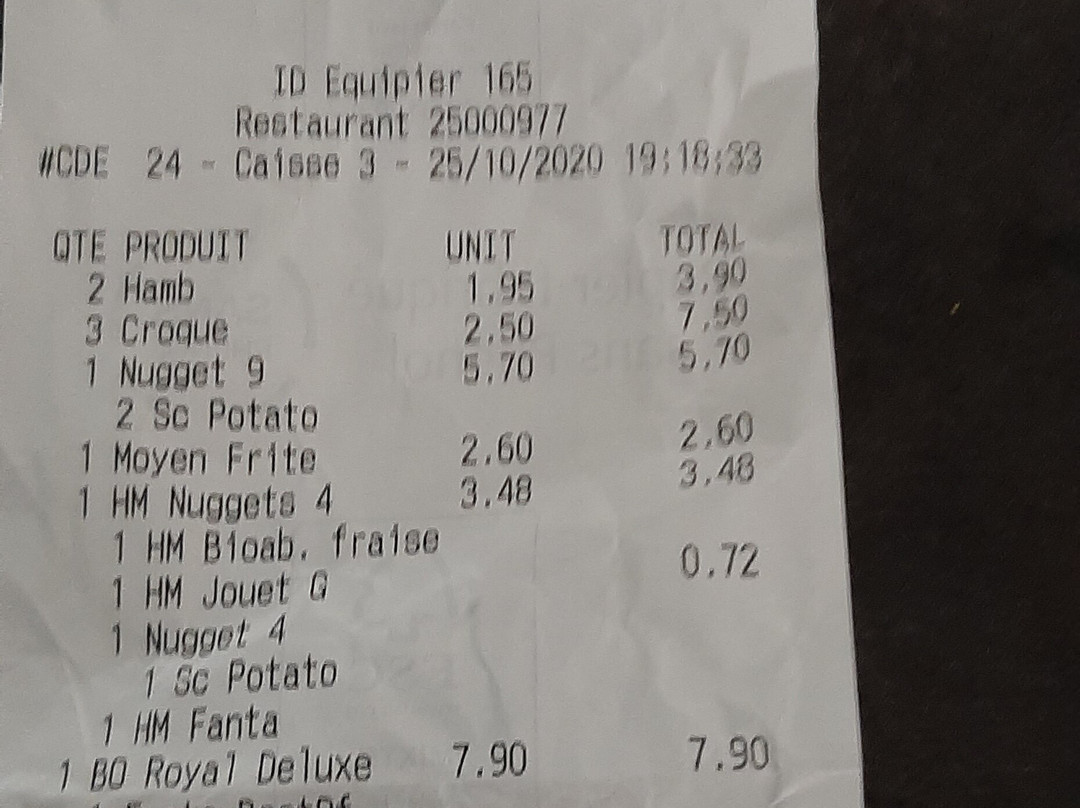 ID Equipier 165
Restaurant 25000977
#CDE 24 - Caisse 3 - 25/10/2020 19:18:33
QTE PRODUIT UNIT TOTAL
2 Hamb 1.95 3.90
3 Croque 2.50 7.50
1 Nugget 9 5.70 5.70
2 Sc Potato
1 Moyen Frite 2.60 2.60
1 HM Nuggets 4 3.48 3.48
1 HM Bioab. fraise
1 HM Jouet G 0.72
1 Nugget 4
1 Sc Potato
1 HM Fanta
1 BO Royal Deluxe 7.90 7.90